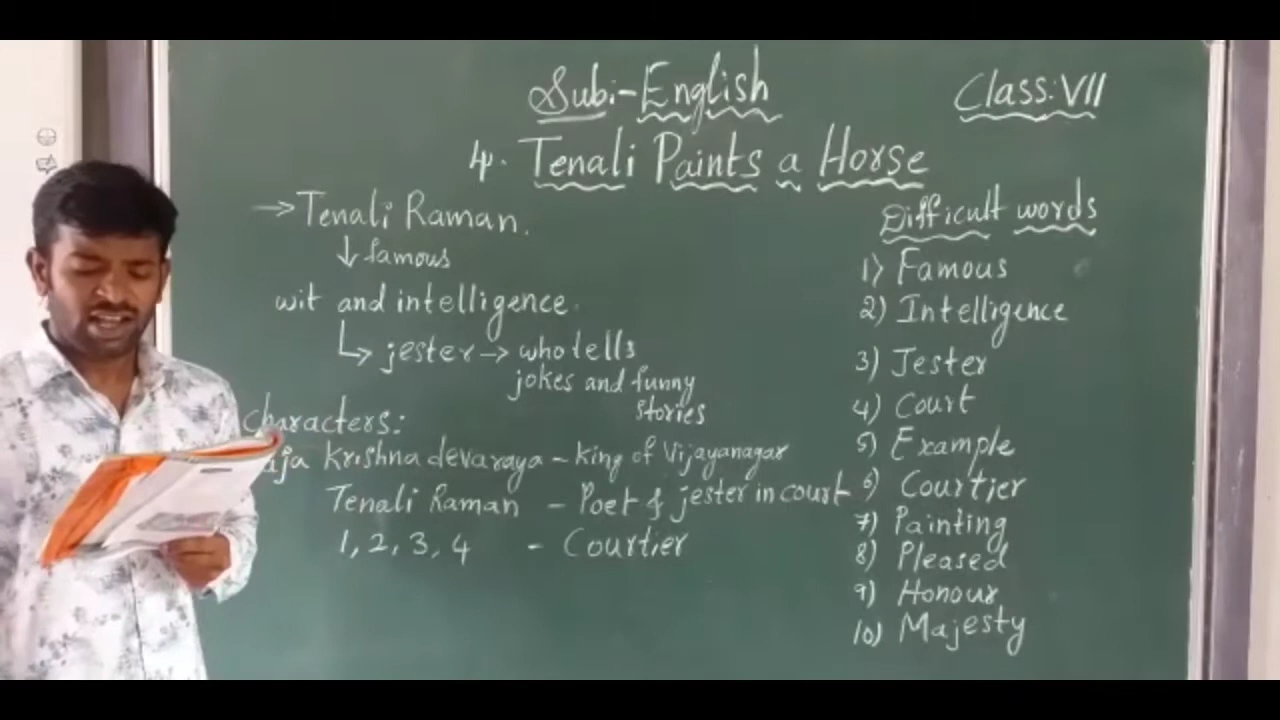 Subj-English
Class:VII
4. Tenali Paints a Horse
→Tenali Raman.
↓ famous
wit and intelligence.
↳ jester → who tells
jokes and funny
stories
characters:
Krishna devaraya - King of Vijayanagar
Tenali Raman - Poet & jester in court
1, 2, 3, 4 - Courtier
Difficult words
1) Famous
2) Intelligence
3) Jester
4) Court
5) Example
6) Courtier
7) Painting
8) Pleased
9) Honour
10) Majesty